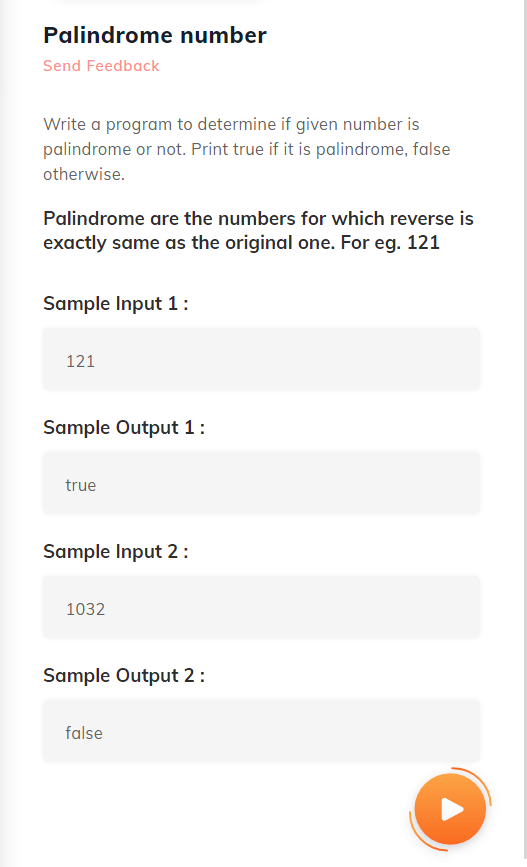 Palindrome number
Send Feedback
Write a program to determine if given number is
palindrome or not. Print true if it is palindrome, false
otherwise.
Palindrome are the numbers for which reverse is
exactly same as the original one. For eg. 121
Sample Input 1 :
121
Sample Output 1 :
true
Sample Input 2 :
1032
Sample Output 2 :
false